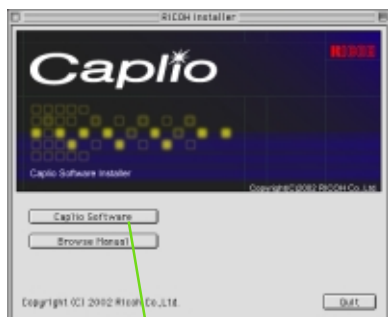 RICOH Installer
Caplio
RICOH
Caplio Software Installer
Copyright(C)2002 RICOH Co.,Ltd.
Caplio Software
Browse Manual
Copyright (C) 2002 Ricoh Co.,Ltd.
Quit